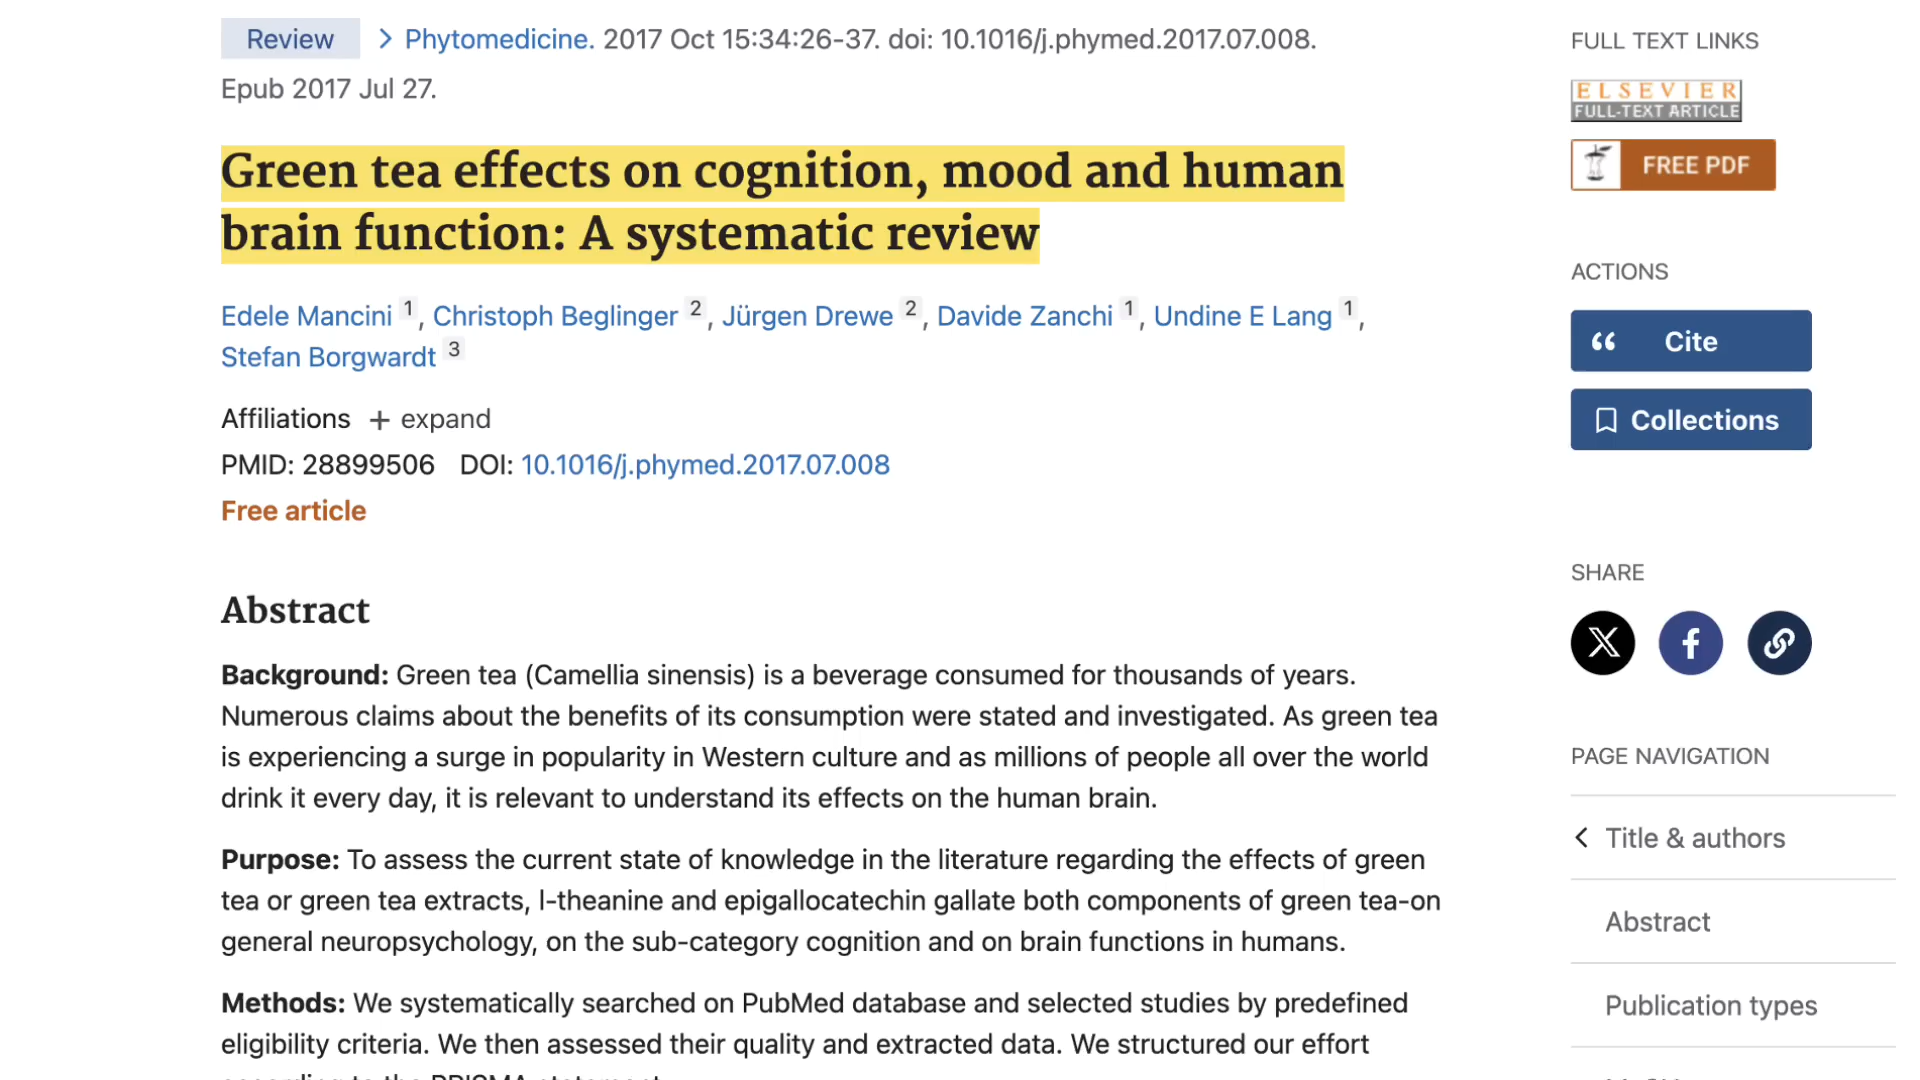 Review > Phytomedicine. 2017 Oct 15:34:26-37. doi: 10.1016/j.phymed.2017.07.008.
Epub 2017 Jul 27.
Green tea effects on cognition, mood and human
brain function: A systematic review
Edele Mancini 1, Christoph Beglinger 2, Jürgen Drewe 2, Davide Zanchi 1, Undine E Lang 1,
Stefan Borgwardt 3
Affiliations + expand
PMID: 28899506 DOI: 10.1016/j.phymed.2017.07.008
Free article
Abstract
Background: Green tea (Camellia sinensis) is a beverage consumed for thousands of years.
Numerous claims about the benefits of its consumption were stated and investigated. As green tea
is experiencing a surge in popularity in Western culture and as millions of people all over the world
drink it every day, it is relevant to understand its effects on the human brain.
Purpose: To assess the current state of knowledge in the literature regarding the effects of green
tea or green tea extracts, l-theanine and epigallocatechin gallate both components of green tea-on
general neuropsychology, on the sub-category cognition and on brain functions in humans.
Methods: We systematically searched on PubMed database and selected studies by predefined
eligibility criteria. We then assessed their quality and extracted data. We structured our effort
according to the PRISMA statement.
FULL TEXT LINKS
ELSEVIER
FULL-TEXT ARTICLE
FREE PDF
ACTIONS
Cite
Collections
SHARE
PAGE NAVIGATION
Title & authors
Abstract
Publication types